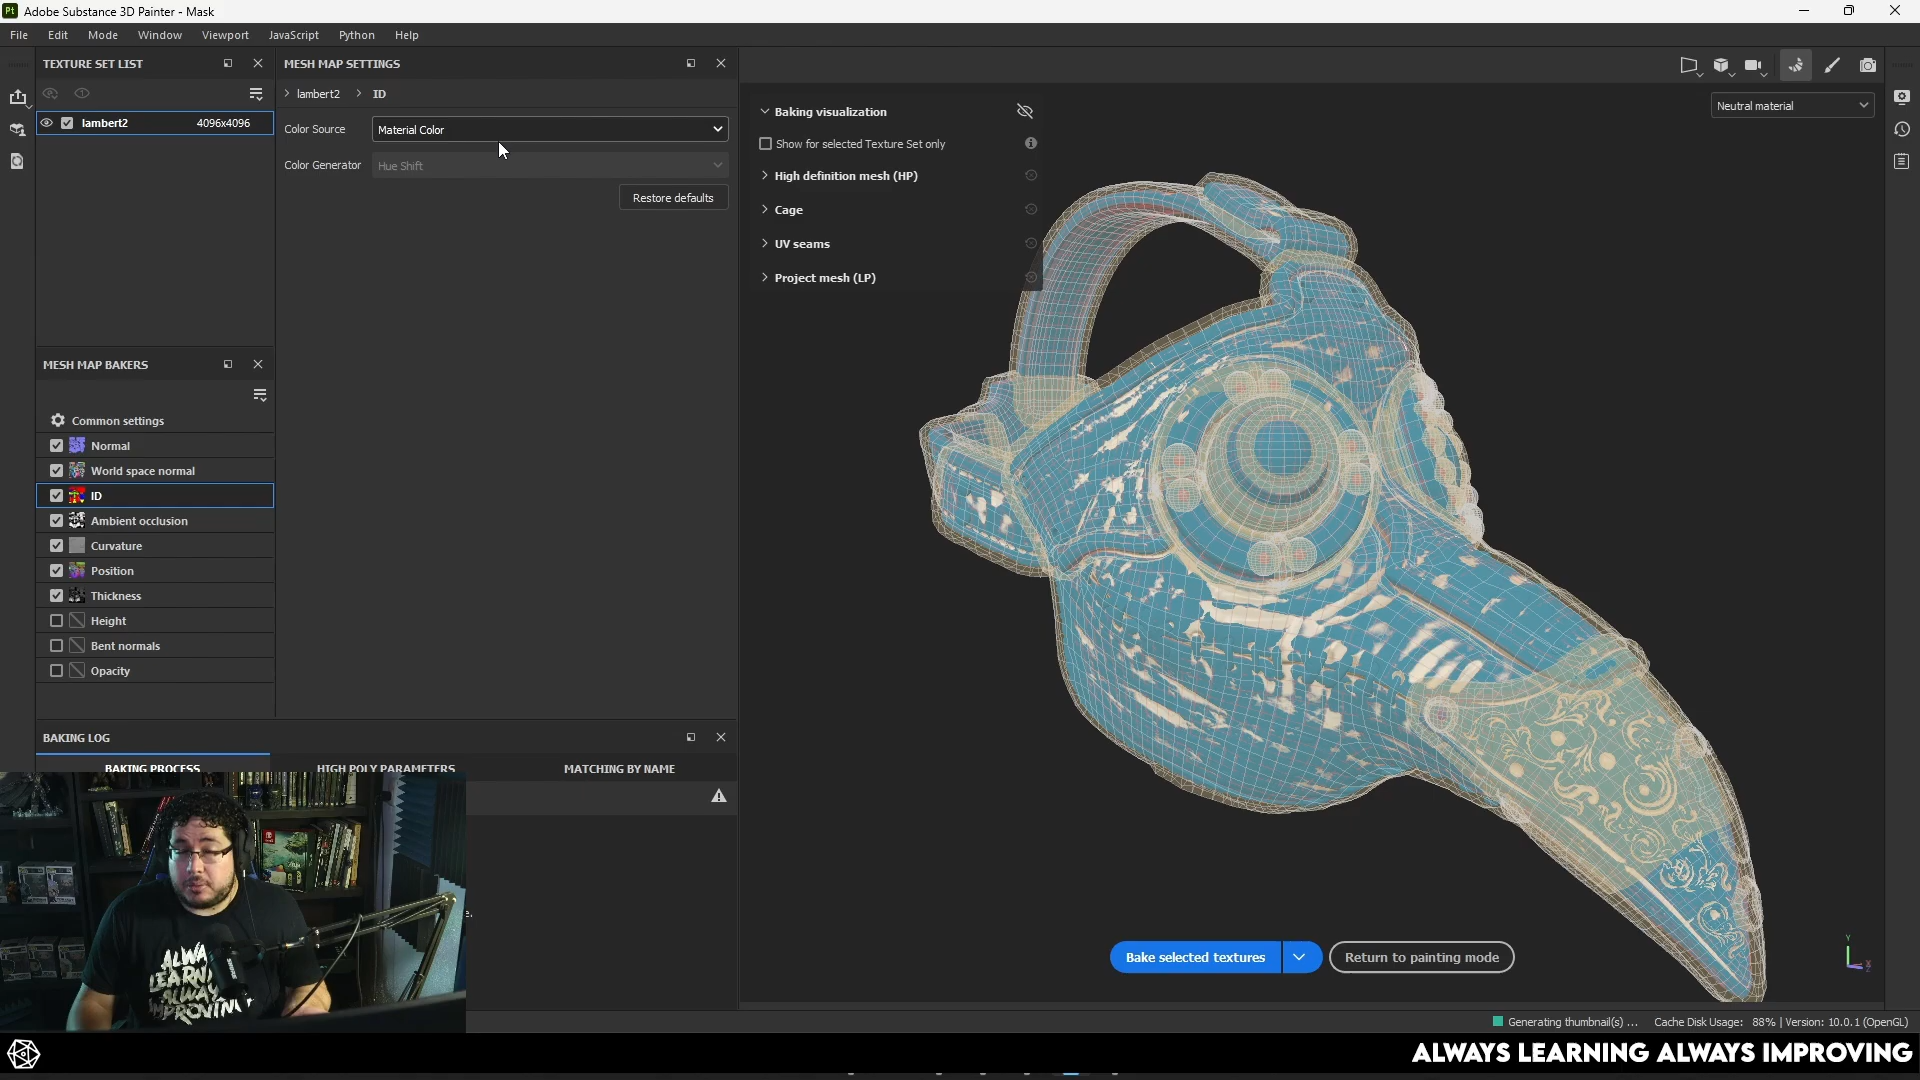 Pt Adobe Substance 3D Painter - Mask
File Edit Mode Window Viewport JavaScript Python Help
TEXTURE SET LIST
lambert2 4096x4096
MESH MAP SETTINGS
lambert2 > ID
Color Source Material Color
Color Generator Hue Shift
Restore defaults
Baking visualization
Show for selected Texture Set only
High definition mesh (HP)
Cage
UV seams
Project mesh (LP)
Neutral material
MESH MAP BAKERS
Common settings
Normal
World space normal
ID
Ambient occlusion
Curvature
Position
Thickness
Height
Bent normals
Opacity
BAKING LOG
BAKING PROCESS HIGH POLY PARAMETERS MATCHING BY NAME
e.
ALWA
LEARN
ALWAY
IMPROVING
Bake selected textures
Return to painting mode
Y
Generating thumbnail(s) ... Cache Disk Usage: 88% | Version: 10.0.1 (OpenGL)
ALWAYS LEARNING ALWAYS IMPROVING